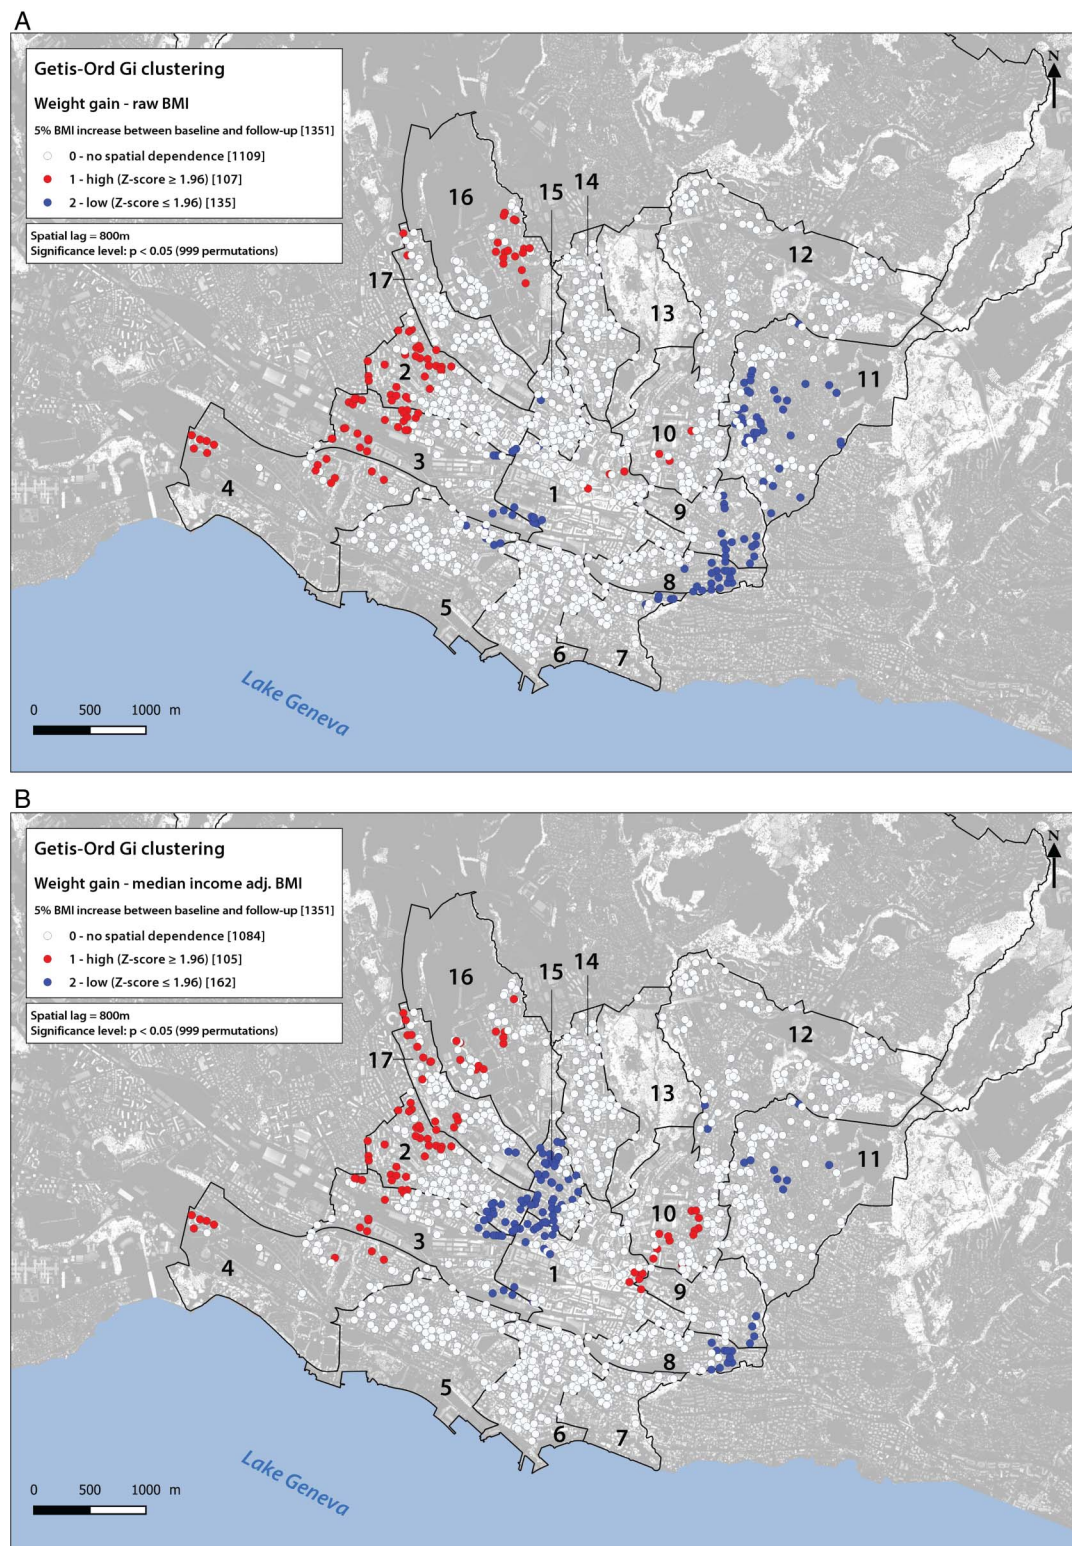 A
Getis-Ord Gi clustering
Weight gain - raw BMI
5% BMI increase between baseline and follow-up [1351]
0 - no spatial dependence [1109]
1 - high (Z-score ≥ 1.96) [107]
2 - low (Z-score ≤ 1.96) [135]
Spatial lag = 800m
Significance level: p < 0.05 (999 permutations)
N
16
15
14
12
17
13
2
11
10
3
4
1
9
8
5
6
7
Lake Geneva
0 500 1000 m
B
Getis-Ord Gi clustering
Weight gain - median income adj. BMI
5% BMI increase between baseline and follow-up [1351]
0 - no spatial dependence [1084]
1 - high (Z-score ≥ 1.96) [105]
2 - low (Z-score ≤ 1.96) [162]
Spatial lag = 800m
Significance level: p < 0.05 (999 permutations)
N
16
15
14
12
17
13
2
11
10
3
4
1
9
8
5
6
7
Lake Geneva
0 500 1000 m